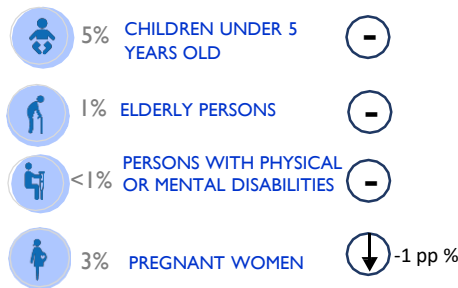 5% CHILDREN UNDER 5 -
YEARS OLD
1% ELDERLY PERSONS -
PERSONS WITH PHYSICAL
<1% OR MENTAL DISABILITIES -
3% PREGNANT WOMEN -1 pp %